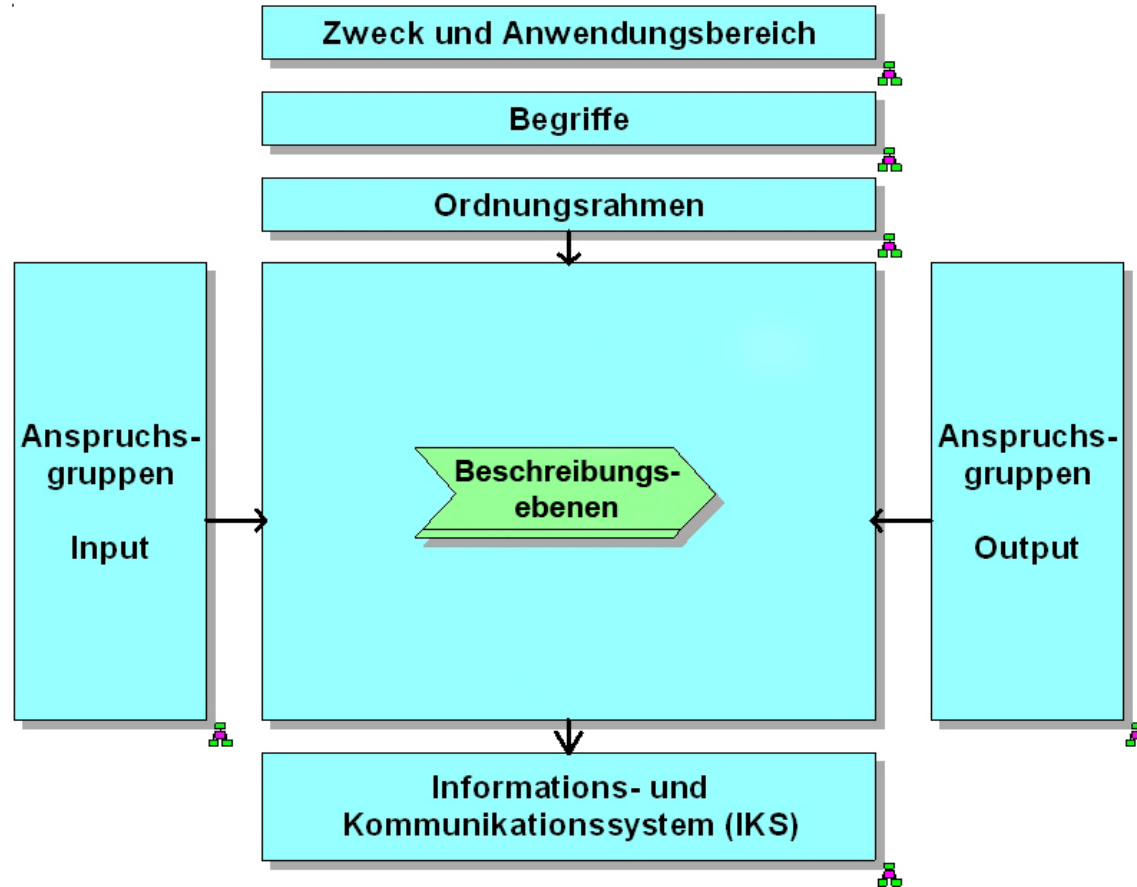 Zweck und Anwendungsbereich
Begriffe
Ordnungsrahmen
Anspruchs-
gruppen
Input
Beschreibungs-
ebenen
Anspruchs-
gruppen
Output
Informations- und
Kommunikationssystem (IKS)